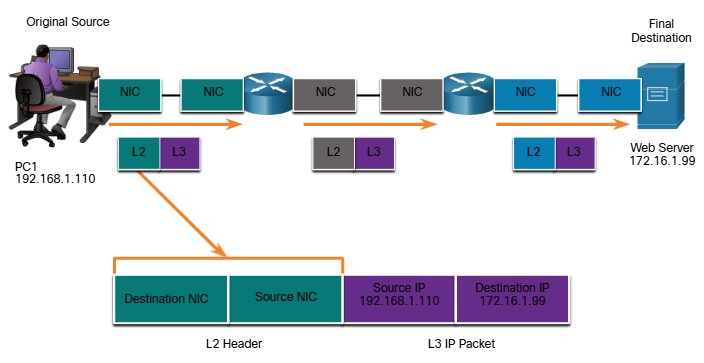 Original Source
Final
Destination
NIC
NIC
NIC
NIC
NIC
NIC
L2
L3
L2
L3
L2
L3
PC1
192.168.1.110
Web Server
172.16.1.99
Destination NIC
Source NIC
Source IP
192.168.1.110
Destination IP
172.16.1.99
L2 Header
L3 IP Packet